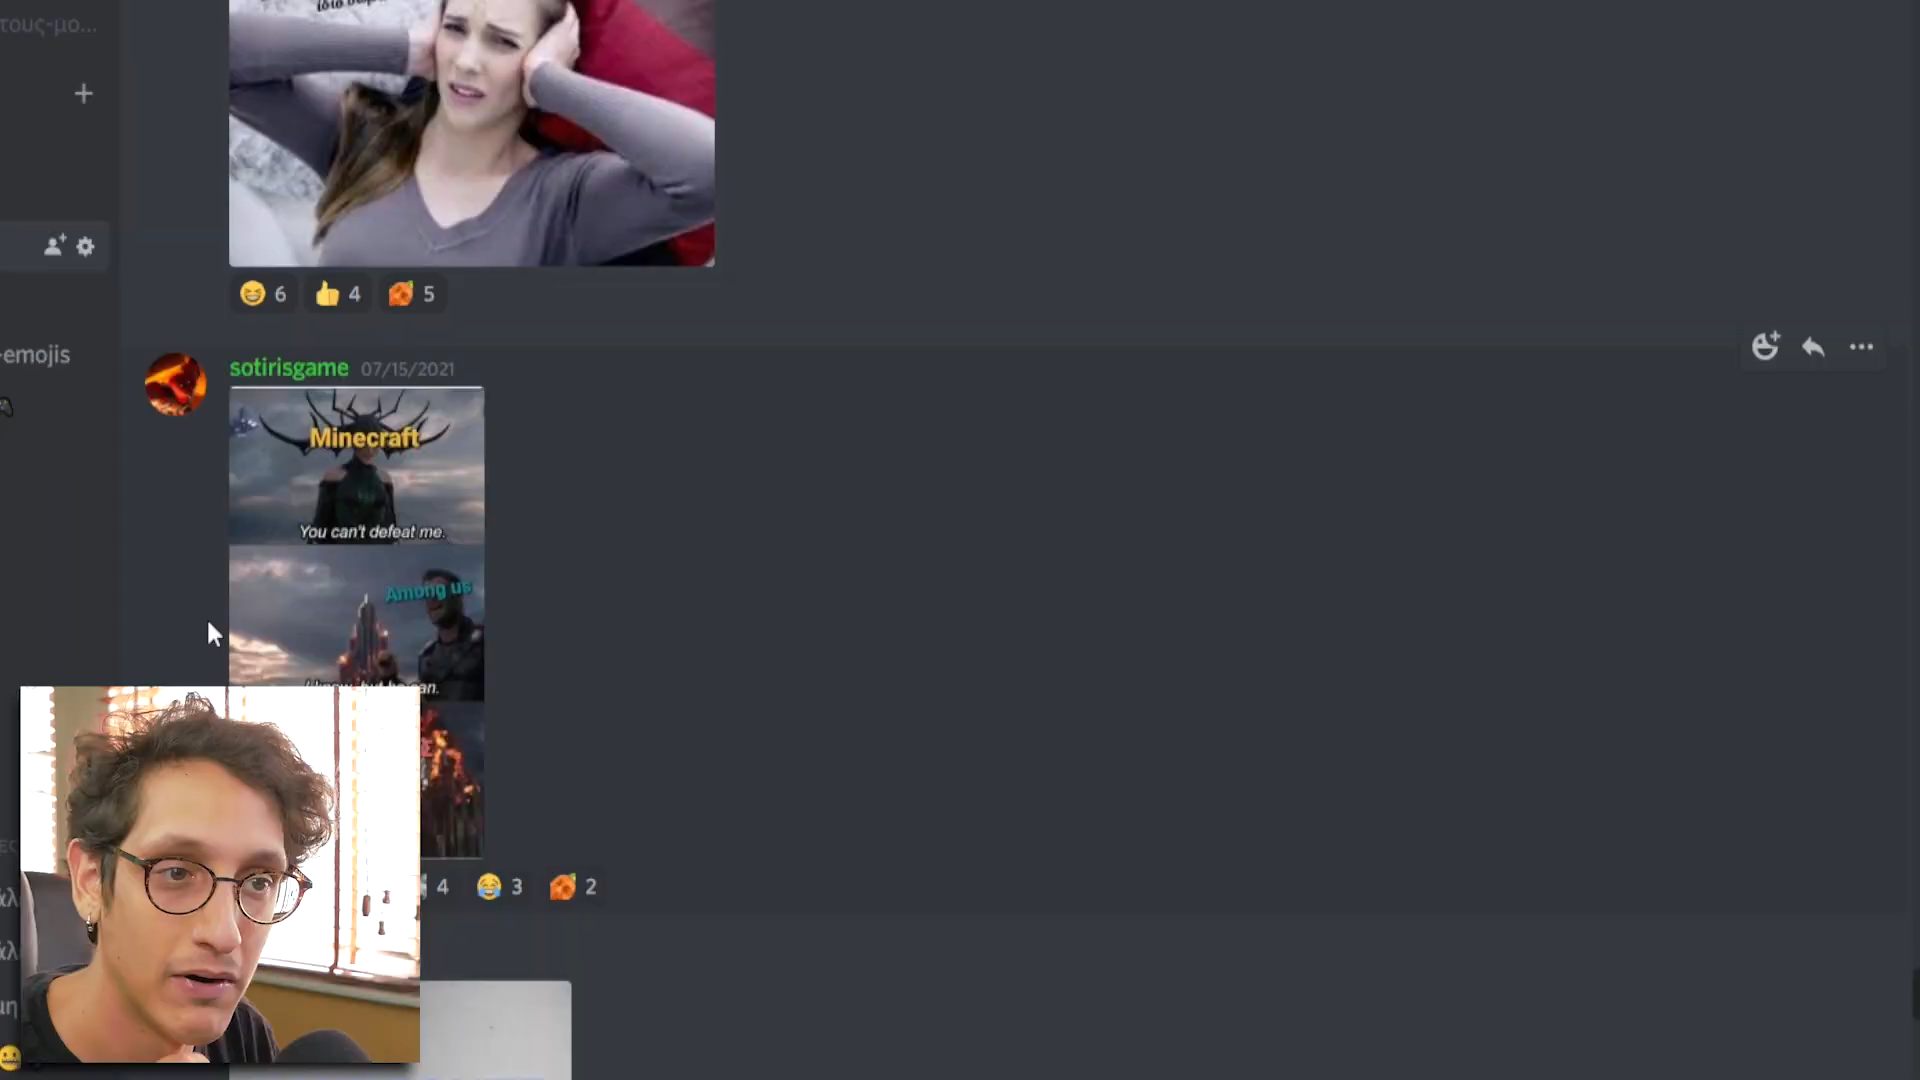 τους-μο...
ίδιο
6
4
5
-emojis
sotirisgame 07/15/2021
Minecraft
You can't defeat me.
Among us
4
3
2